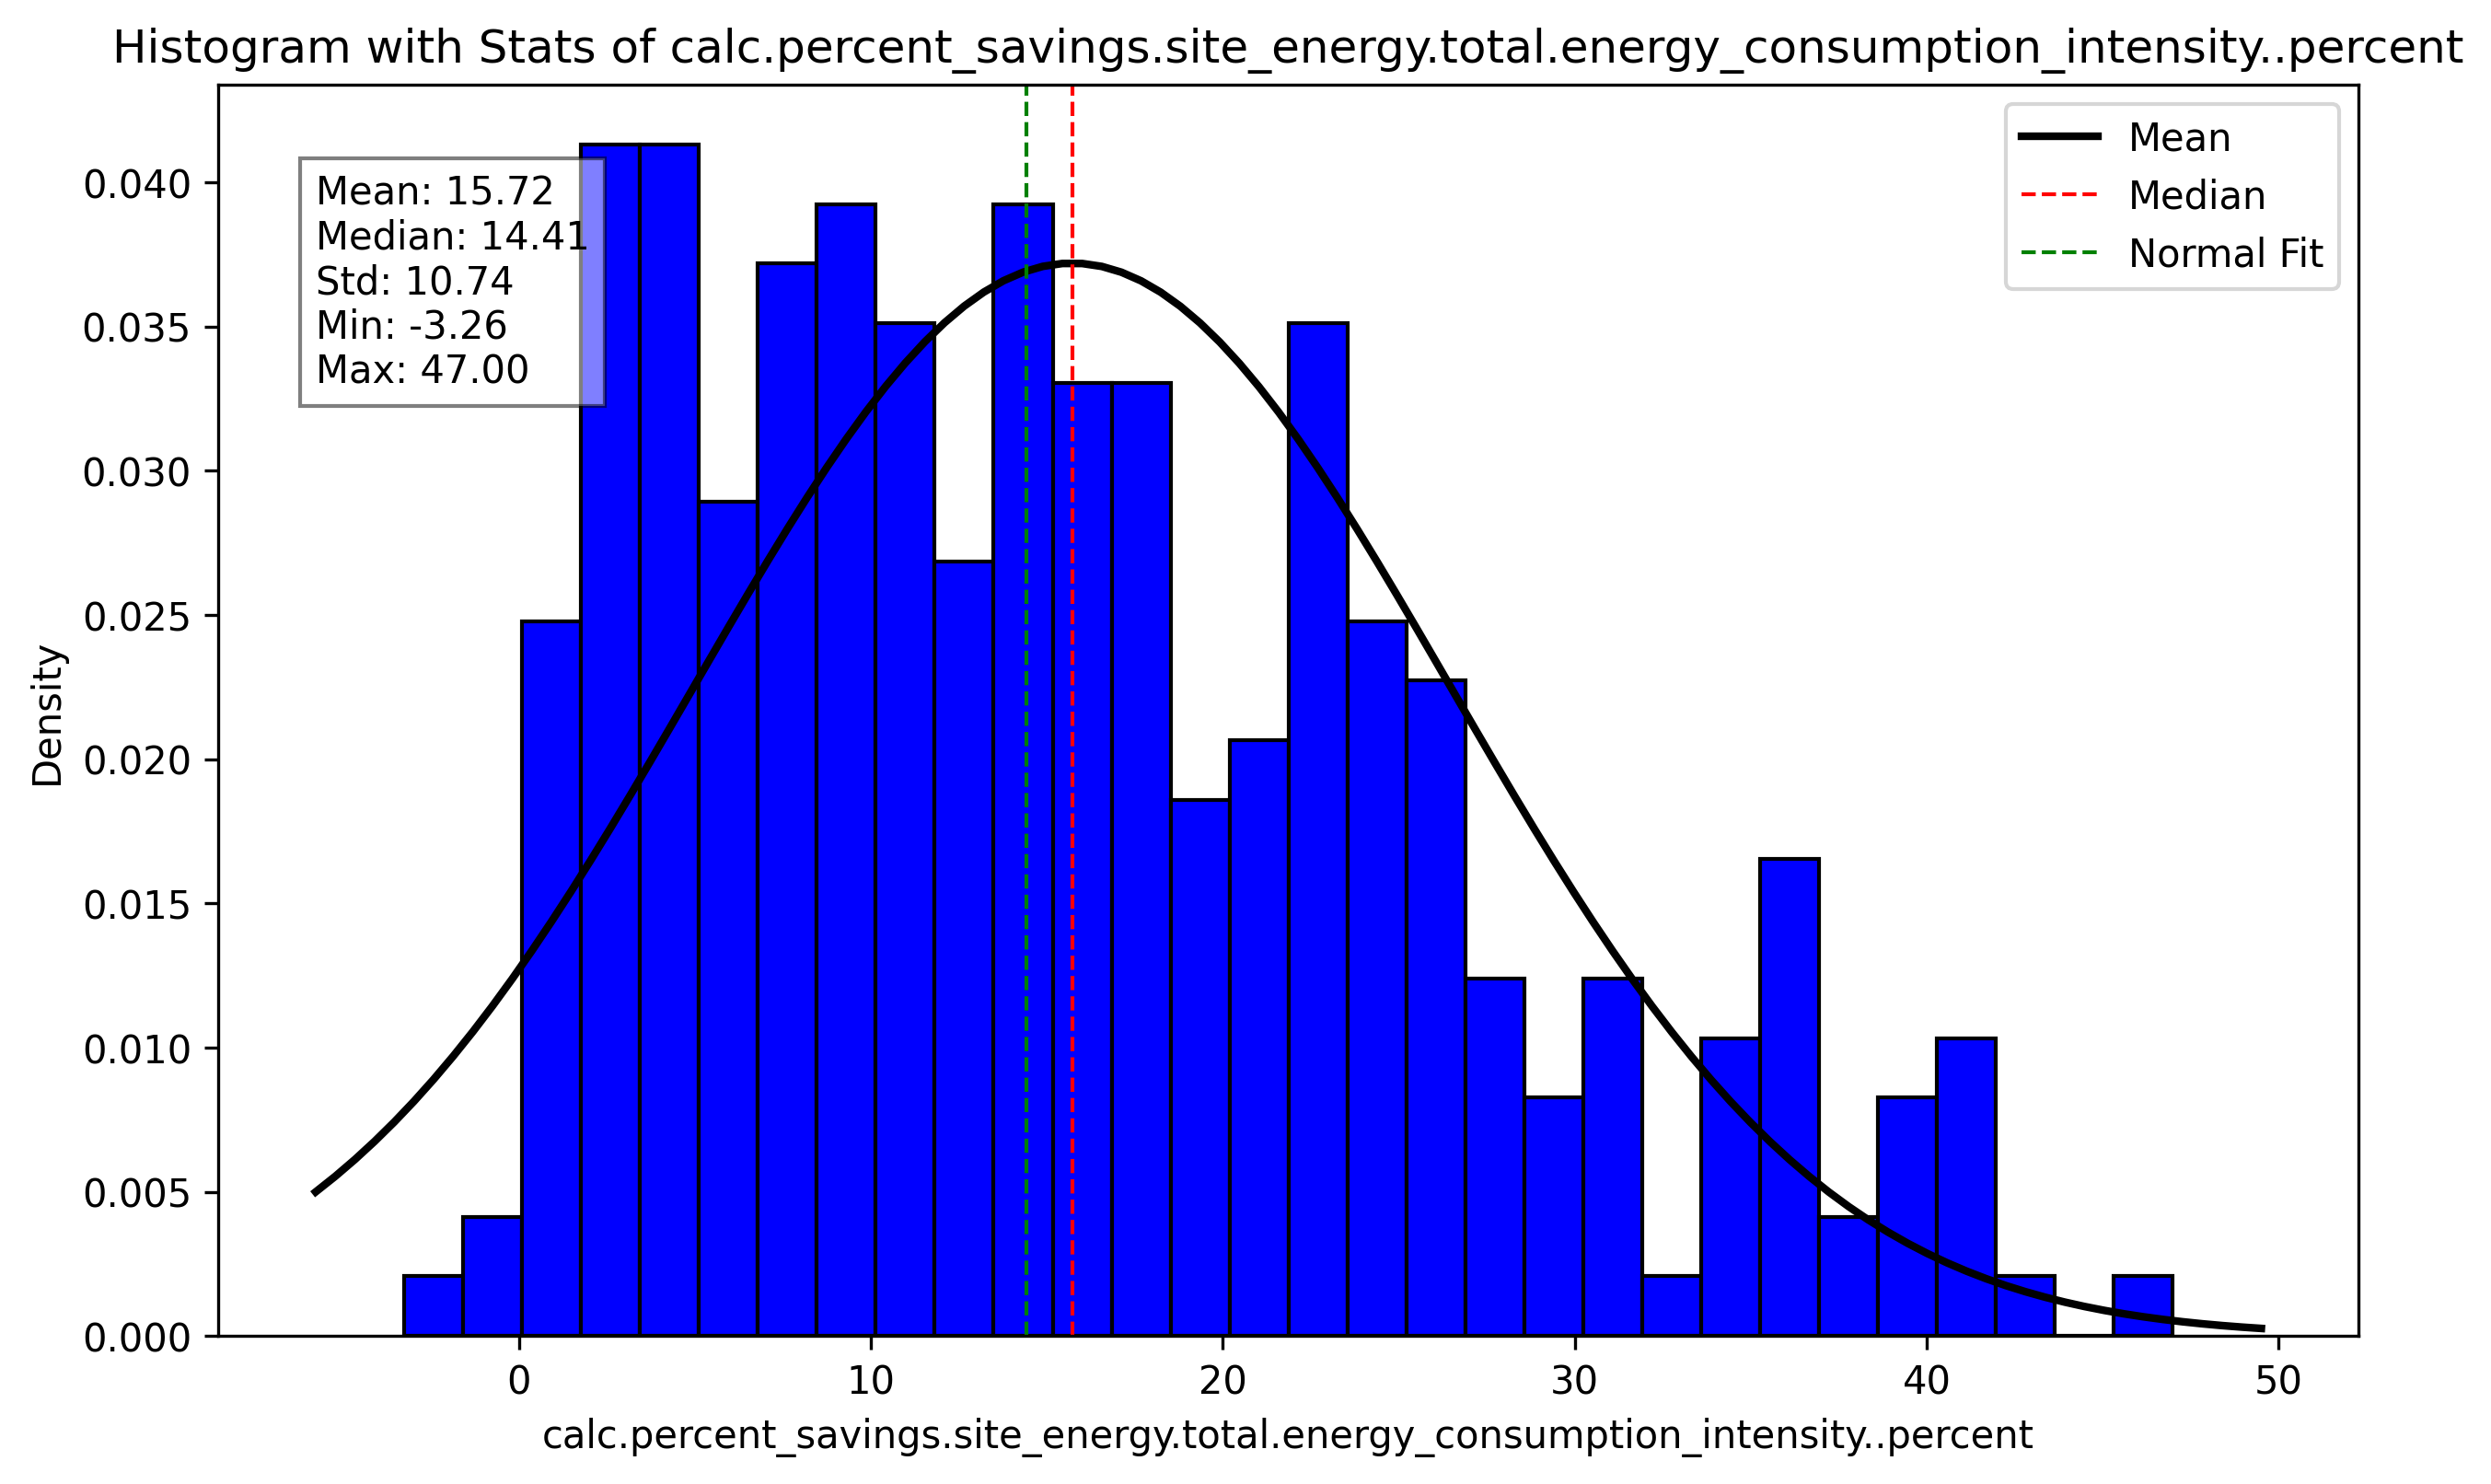 Histogram with Stats of calc.percent_savings.site_energy.total.energy_consumption_intensity..percent
Mean: 15.72
Median: 14.41
Std: 10.74
Min: -3.26
Max: 47.00
Mean
Median
Normal Fit
Density
0.040
0.035
0.030
0.025
0.020
0.015
0.010
0.005
0.000
0
10
20
30
40
50
calc.percent_savings.site_energy.total.energy_consumption_intensity..percent